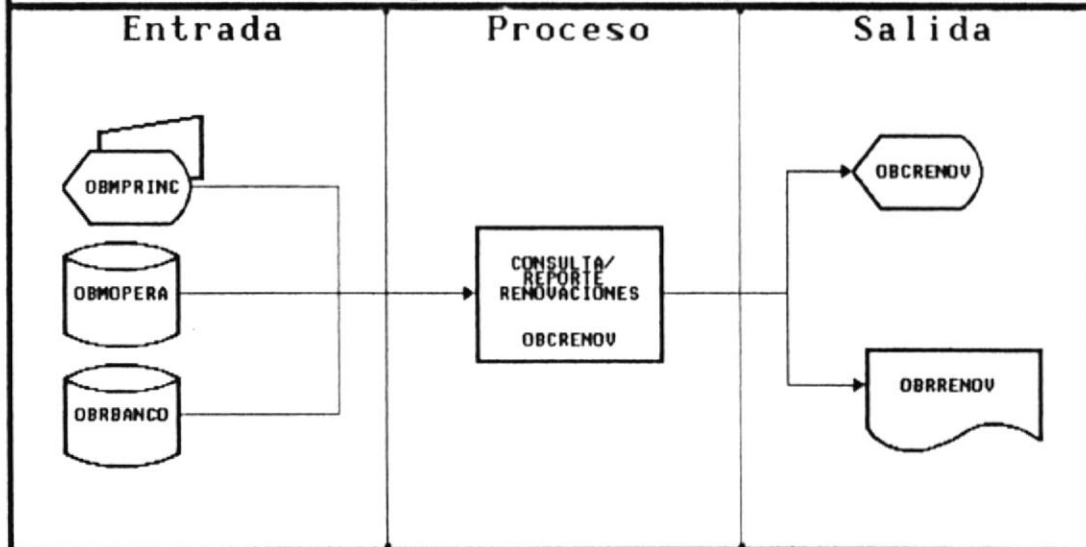 Entrada
Proceso
Salida
OBMPRINC
OBMOPERA
OBRBANCO
CONSULTA/
REPORTE
RENOVACIONES
OBCRENOV
OBCRENOV
OBRRENOV